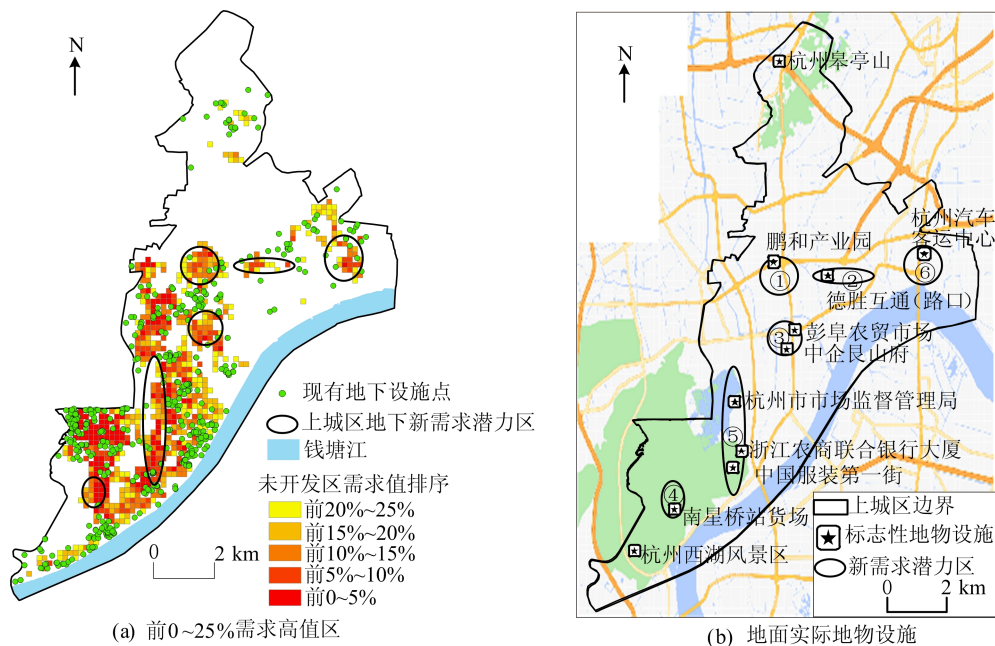 N
现有地下设施点
上城区地下新需求潜力区
钱塘江
未开发区需求值排序
前20%~25%
前15%~20%
前10%~15%
前5%~10%
前0~5%
0 2 km
(a) 前0~25%需求高值区
N
杭州皋亭山
杭州汽车
客运中心
鹏和产业园
①
②
⑥
德胜互通(路口)
③
彭阜农贸市场
中企艮山府
杭州市市场监督管理局
⑤
浙江农商联合银行大厦
中国服装第一街
④
南星桥站货场
杭州西湖风景区
上城区边界
标志性地物设施
新需求潜力区
0 2 km
(b) 地面实际地物设施